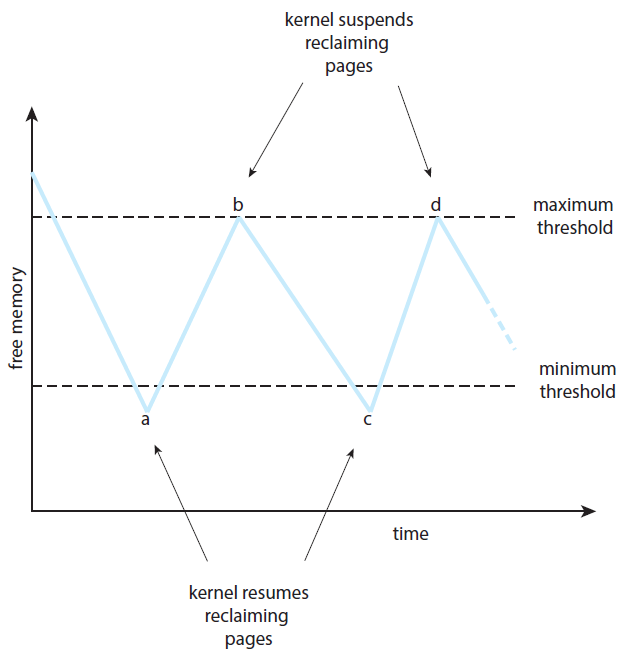 kernel suspends
reclaiming
pages
b
d
maximum
threshold
free memory
minimum
threshold
a
c
time
kernel resumes
reclaiming
pages